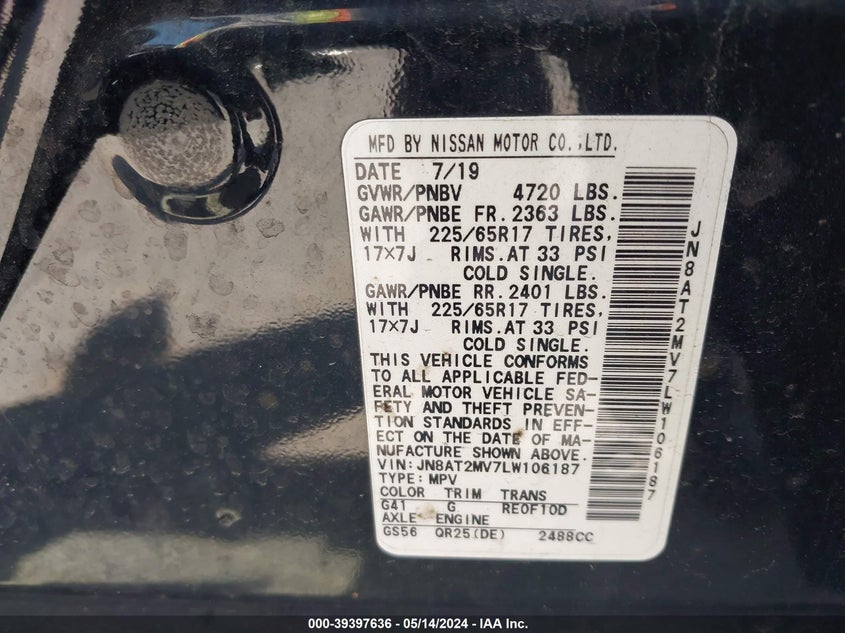 MFD BY NISSAN MOTOR CO.,LTD.
DATE 7/19
GVWR/PNBV 4720 LBS.
GAWR/PNBE FR.2363 LBS.
WITH 225/65R17 TIRES,
17×7J RIMS.AT 33 PSI
COLD SINGLE.
GAWR/PNBE RR.2401 LBS.
WITH 225/65R17 TIRES,
17×7J RIMS.AT 33 PSI
COLD SINGLE.
THIS VEHICLE CONFORMS
TO ALL APPLICABLE FED-
ERAL MOTOR VEHICLE SA-
FETY AND THEFT PREVEN-
TION STANDARDS IN EFF-
ECT ON THE DATE OF MA-
NUFACTURE SHOWN ABOVE.
VIN: JN8AT2MV7LW106187
TYPE: MPV
COLOR TRIM TRANS
G41 G RE0F10D
AXLE ENGINE
GS56 QR25(DE) 2488CC
JN8AT2MV7LW106187
000-39397636 - 05/14/2024 - IAA Inc.